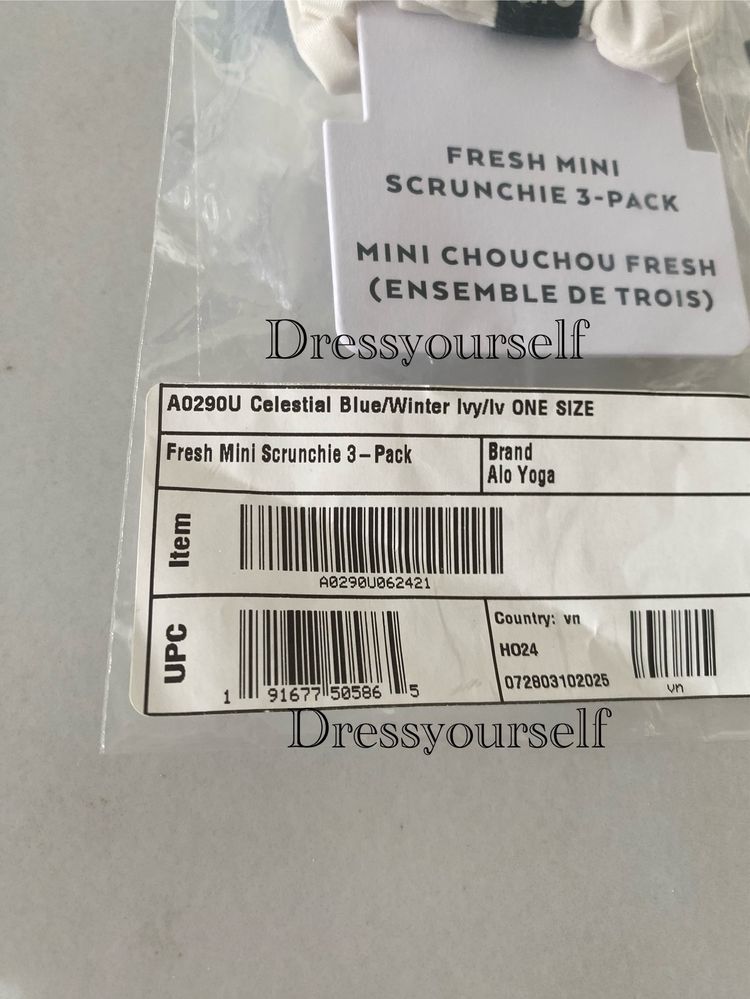 FRESH MINI
SCRUNCHIE 3-PACK
MINI CHOUCHOU FRESH
(ENSEMBLE DE TROIS)
Dressyourself
A0290U Celestial Blue/Winter Ivy/Iv ONE SIZE
Fresh Mini Scrunchie 3-Pack
Brand
Alo Yoga
Item
A0290U062421
UPC
1 91677 50586 5
Country: vn
HO24
072803102025
vn
Dressyourself